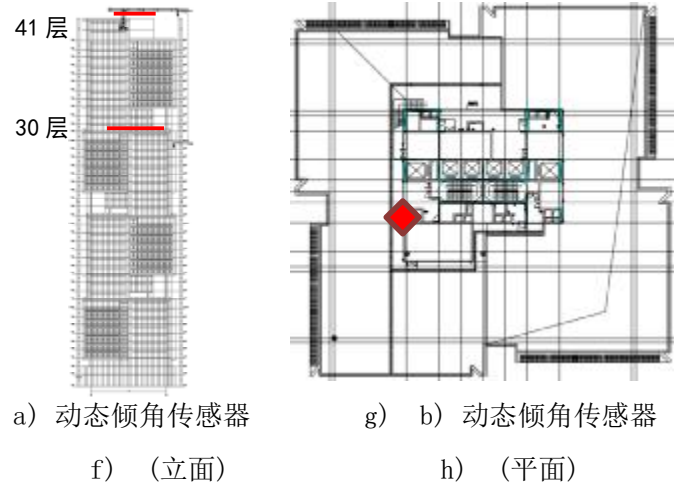 41 层
30 层
a) 动态倾角传感器
g) b) 动态倾角传感器
f) (立面)
h) (平面)